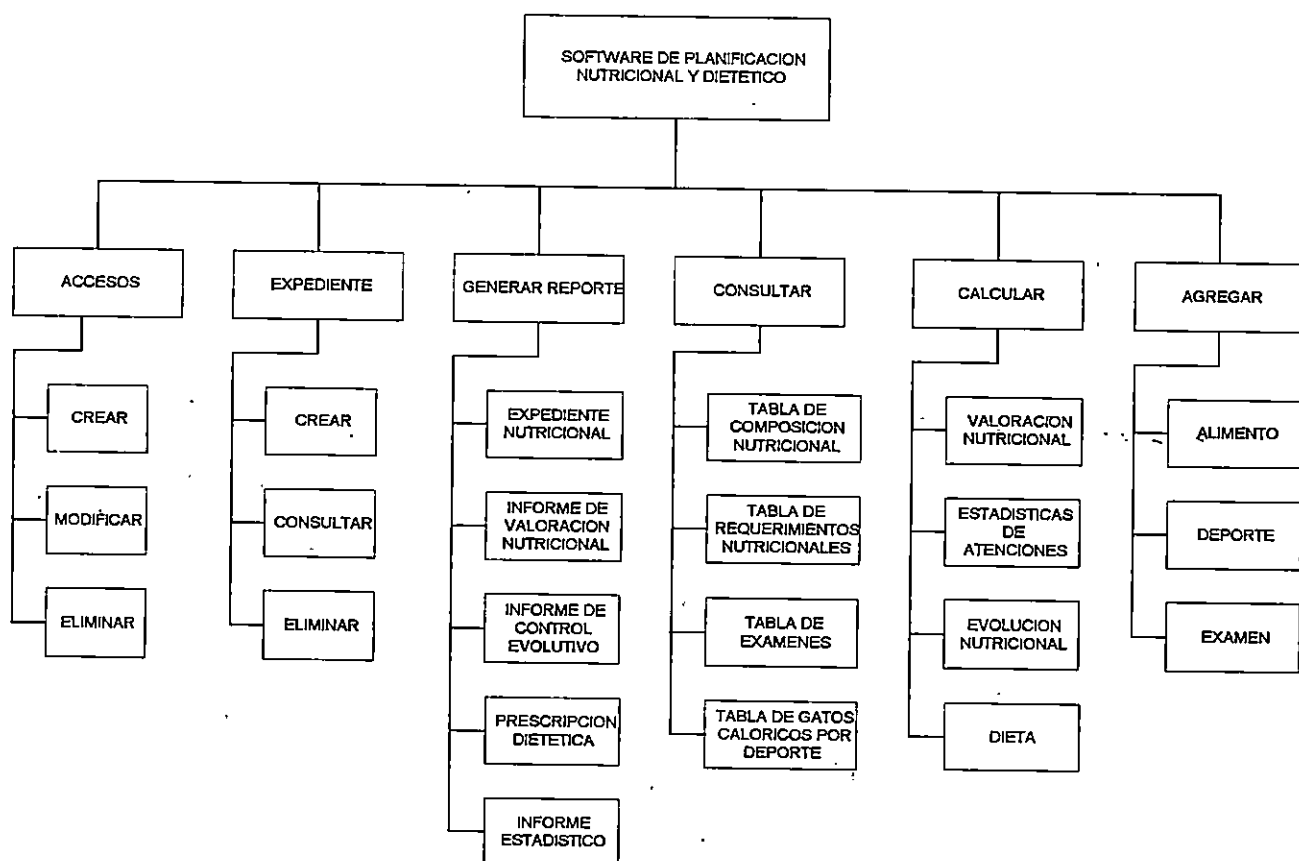 SOFTWARE DE PLANIFICACION
NUTRICIONAL Y DIETETICO
ACCESOS
CREAR
MODIFICAR
ELIMINAR
EXPEDIENTE
CREAR
CONSULTAR
ELIMINAR
GENERAR REPORTE
EXPEDIENTE
NUTRICIONAL
INFORME DE
VALORACION
NUTRICIONAL
INFORME DE
CONTROL
EVOLUTIVO
PRESCRIPCION
DIETETICA
INFORME
ESTADISTICO
CONSULTAR
TABLA DE
COMPOSICION
NUTRICIONAL
TABLA DE
REQUERIMIENTOS
NUTRICIONALES
TABLA DE
EXAMENES
TABLA DE GATOS
CALORICOS POR
DEPORTE
CALCULAR
VALORACION
NUTRICIONAL
ESTADISTICAS
DE
ATENCIONES
EVOLUCION
NUTRICIONAL
DIETA
AGREGAR
ALIMENTO
DEPORTE
EXAMEN